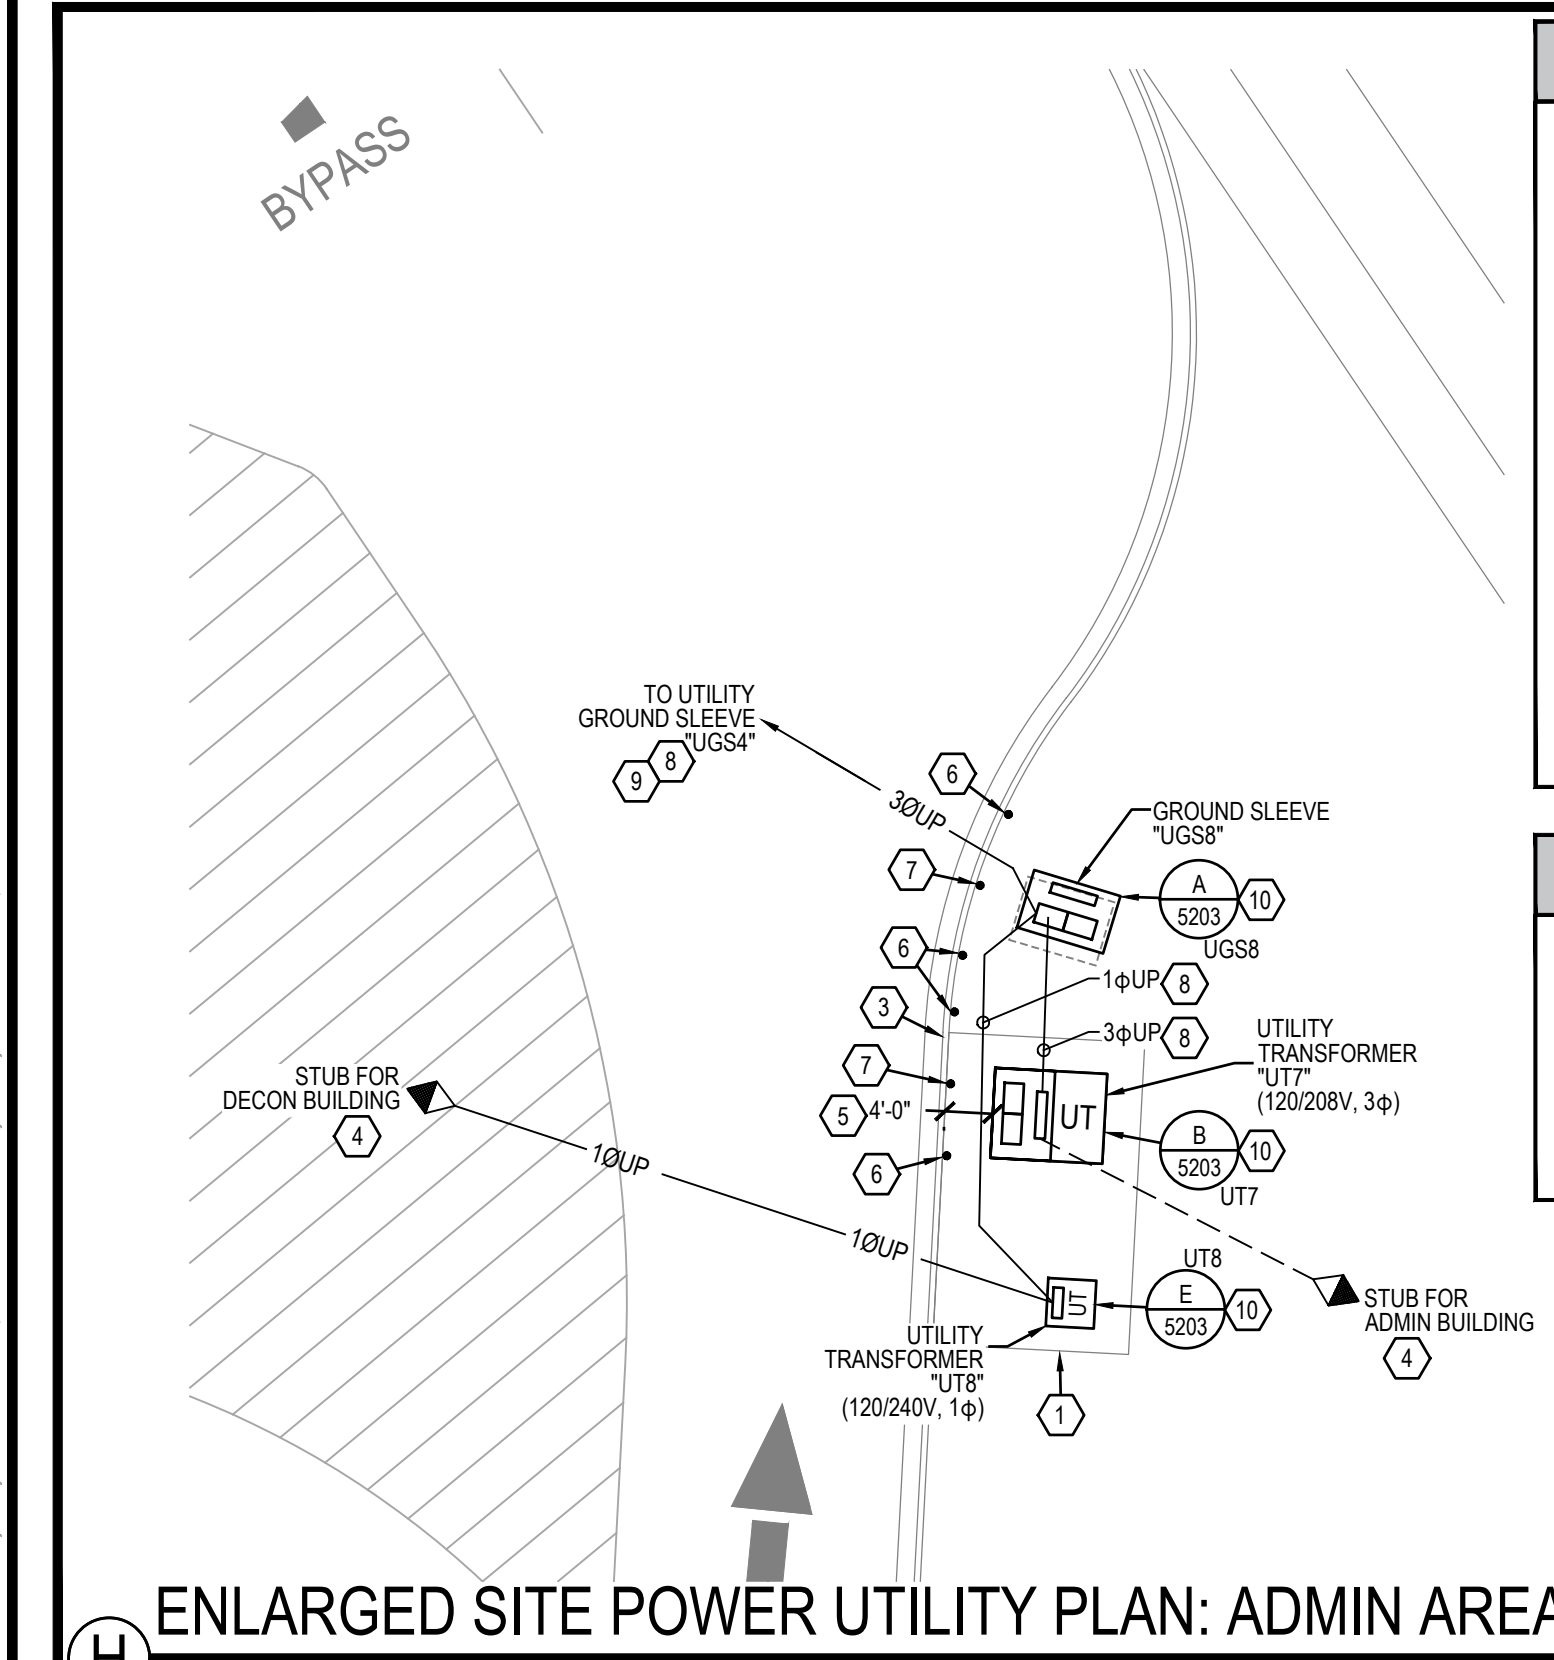 BYPASS
TO UTILITY
GROUND SLEEVE
"UGS4"
8
9
3ØUP
6
GROUND SLEEVE
"UGS8"
7
A
5203
10
UGS8
6
1ϕUP
8
3
3ϕUP
8
UTILITY
TRANSFORMER
"UT7"
(120/208V, 3ϕ)
7
STUB FOR
DECON BUILDING
4
5
4'-0"
UT
B
5203
10
UT7
6
1ØUP
1ØUP
UT8
E
5203
10
UT
STUB FOR
ADMIN BUILDING
4
UTILITY
TRANSFORMER
"UT8"
(120/240V, 1ϕ)
1
ENLARGED SITE POWER UTILITY PLAN: ADMIN AREA